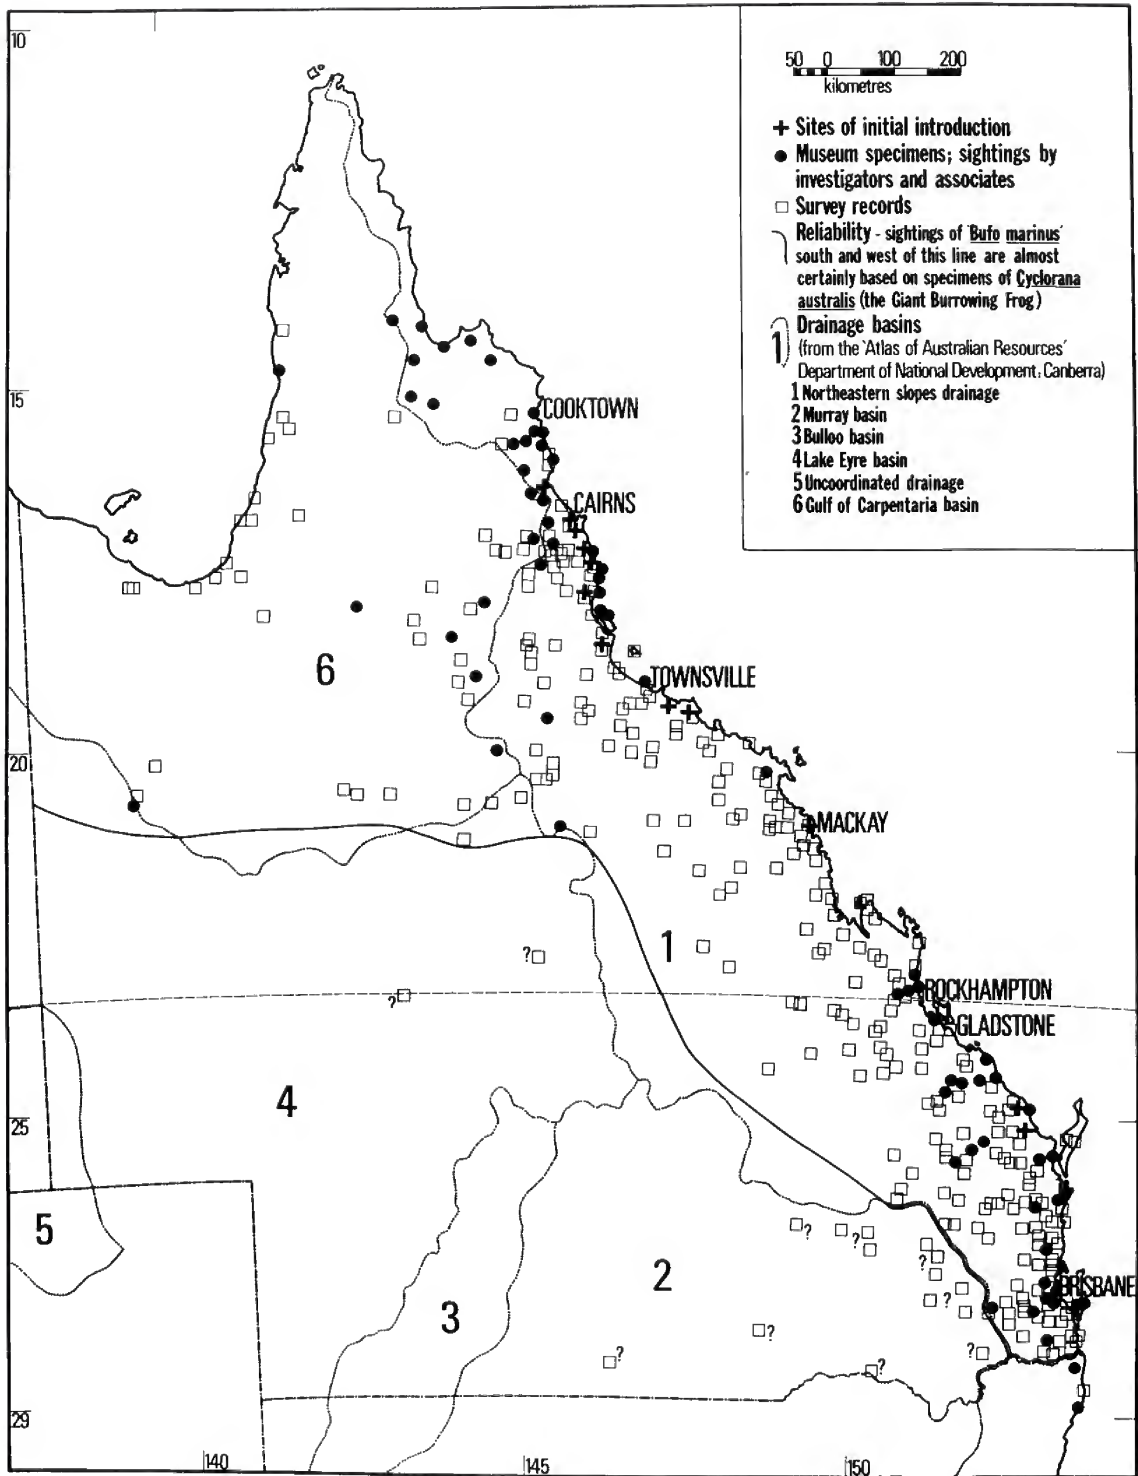 10
50 0 100 200
kilometres
+ Sites of initial introduction
● Museum specimens; sightings by
investigators and associates
□ Survey records
Reliability - sightings of 'Bufo marinus'
south and west of this line are almost
certainly based on specimens of Cyclorana
australis (the Giant Burrowing Frog)
1 Drainage basins
(from the 'Atlas of Australian Resources'
Department of National Development, Canberra)
1 Northeastern slopes drainage
2 Murray basin
3 Bulloo basin
4 Lake Eyre basin
5 Uncoordinated drainage
6 Gulf of Carpentaria basin
15
COOKTOWN
CAIRNS
6
TOWNSVILLE
20
MACKAY
1
?
?
ROCKHAMPTON
GLADSTONE
4
25
5
?
?
?
2
BRISBANE
?
3
?
?
?
?
29
140
145
150